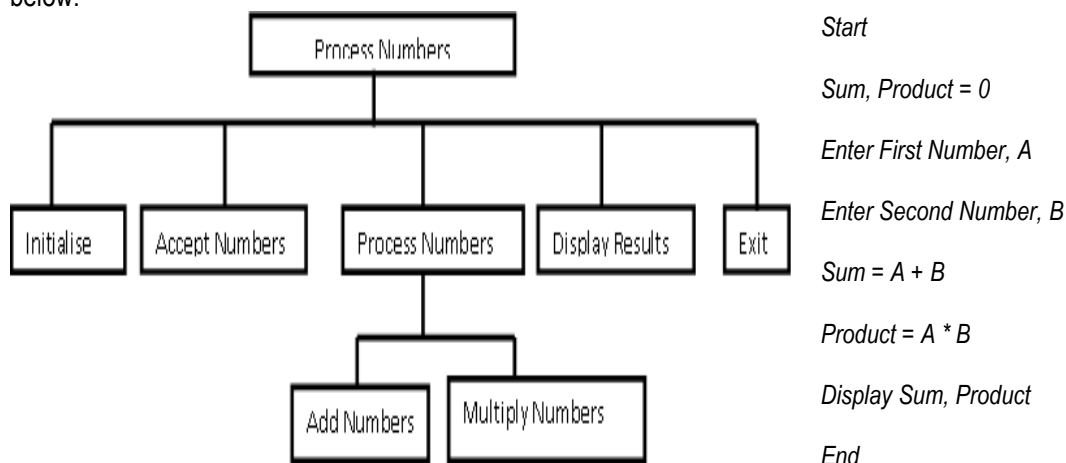 below:
Process Numbers
Initialise
Accept Numbers
Process Numbers
Display Results
Exit
Add Numbers
Multiply Numbers
Start
Sum, Product = 0
Enter First Number, A
Enter Second Number, B
Sum = A + B
Product = A * B
Display Sum, Product
End